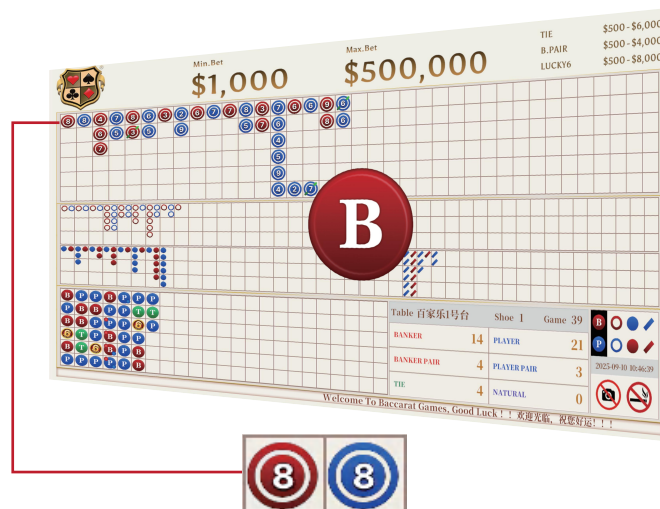 Min.Bet
$1,000
Max.Bet
$500,000
TIE $500-$6,000
B.PAIR $500-$4,000
LUCKY6 $500-$8,000
B
Table 百家乐1号台 Shoe 1 Game 39
BANKER 14 PLAYER 21
BANKER PAIR 4 PLAYER PAIR 3
TIE 4 NATURAL 0
B
P
2025-09-10 10:46:39
B P P B P P P
B B P P P T T
P B B P P 6 P
6 T B P P B
B T 6 B P B
P P P P P B
Welcome To Baccarat Games, Good Luck ! ! 欢迎光临, 祝您好运! ! !
8 8